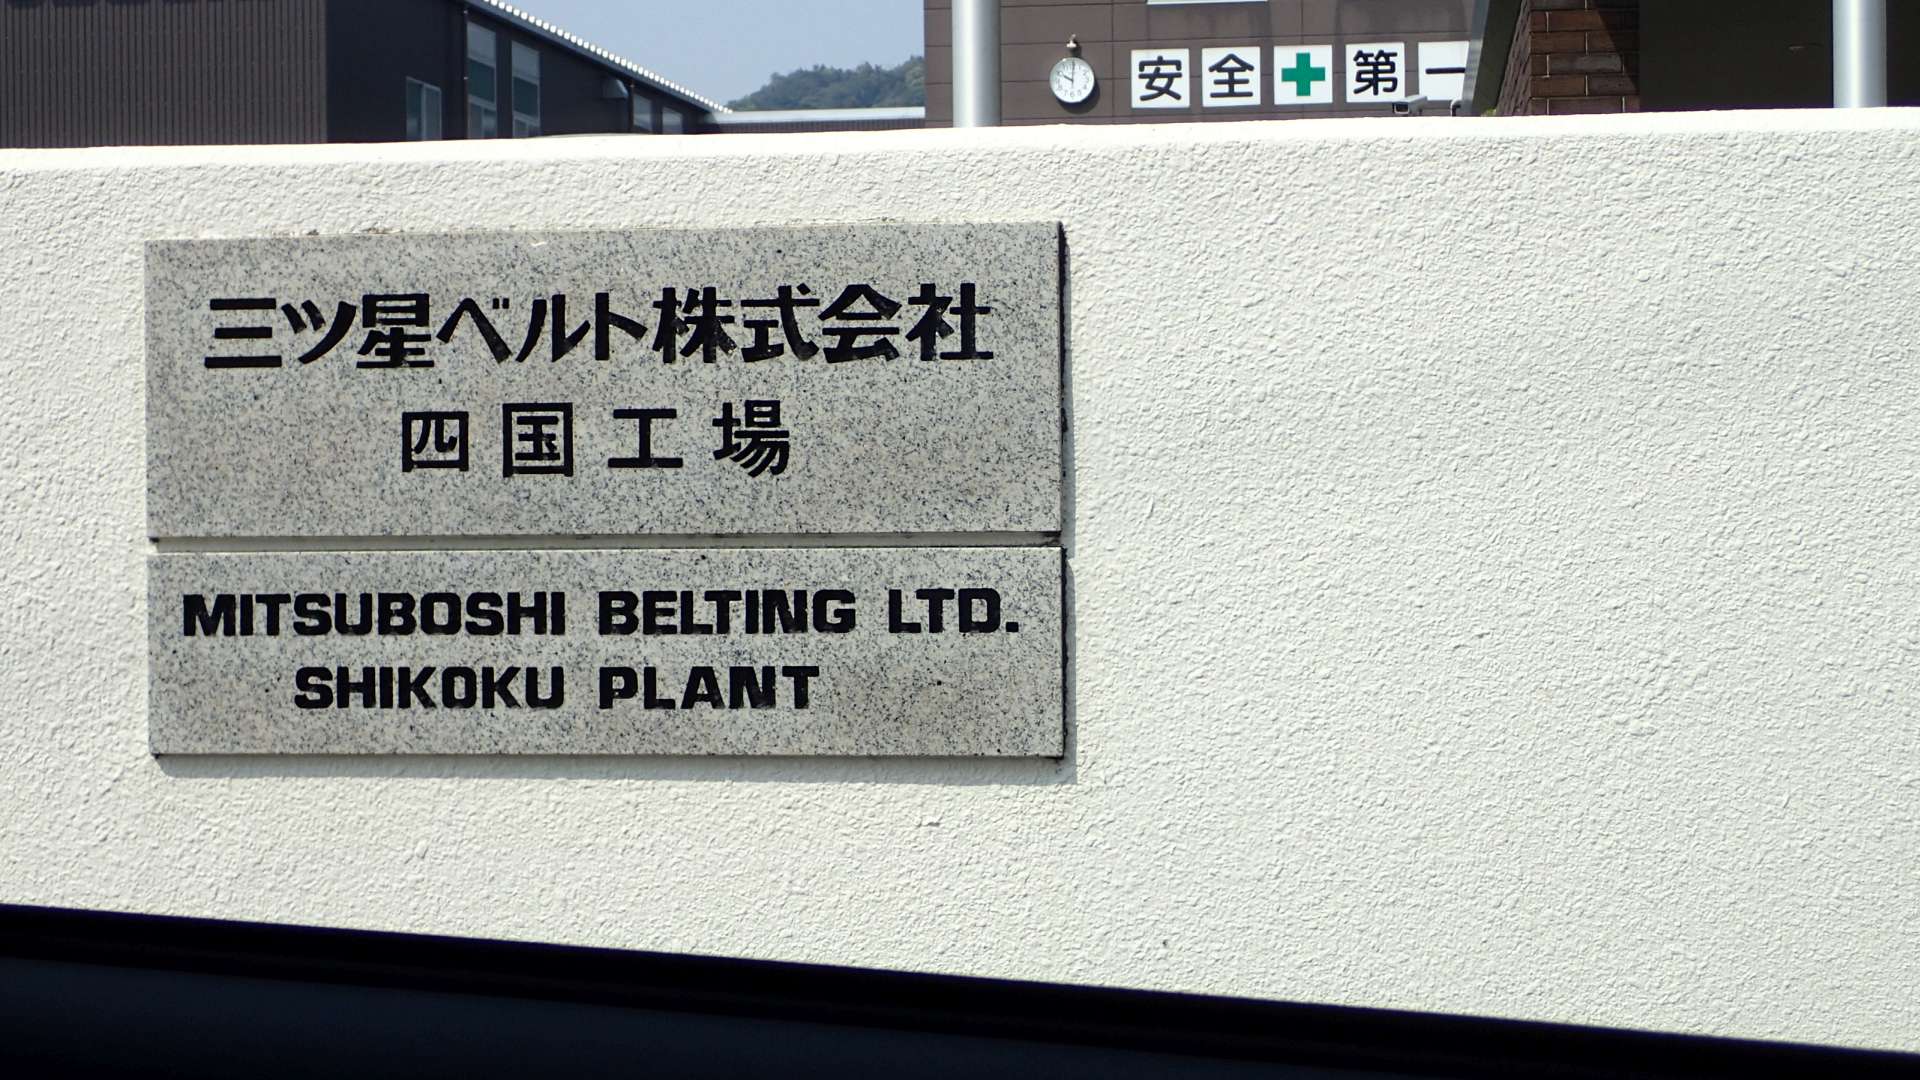 安全✚第一
三ツ星ベルト株式会社
四国工場
MITSUBOSHI BELTING LTD.
SHIKOKU PLANT